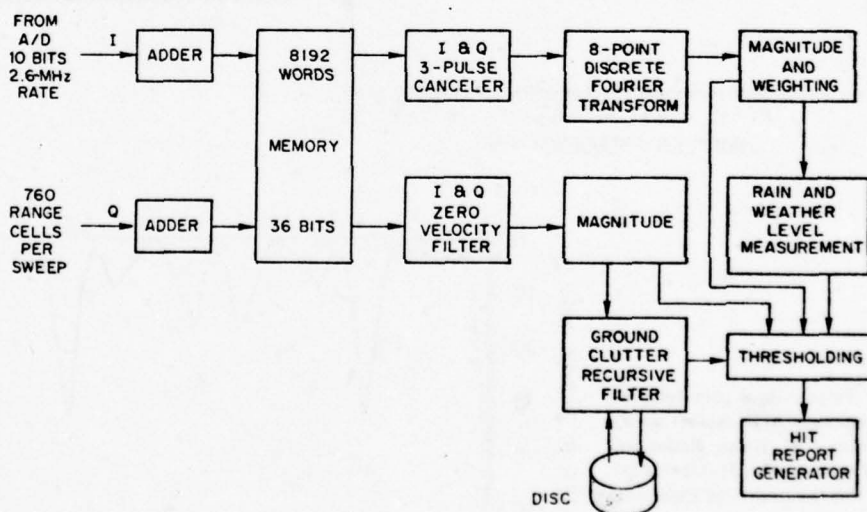 FROM
A/D
10 BITS
2.6-MHz
RATE
I
ADDER
8192
WORDS
MEMORY
36 BITS
I & Q
3-PULSE
CANCELER
8-POINT
DISCRETE
FOURIER
TRANSFORM
MAGNITUDE
AND
WEIGHTING
760
RANGE
CELLS
PER
SWEEP
Q
ADDER
I & Q
ZERO
VELOCITY
FILTER
MAGNITUDE
RAIN AND
WEATHER
LEVEL
MEASUREMENT
GROUND
CLUTTER
RECURSIVE
FILTER
THRESHOLDING
HIT
REPORT
GENERATOR
DISC